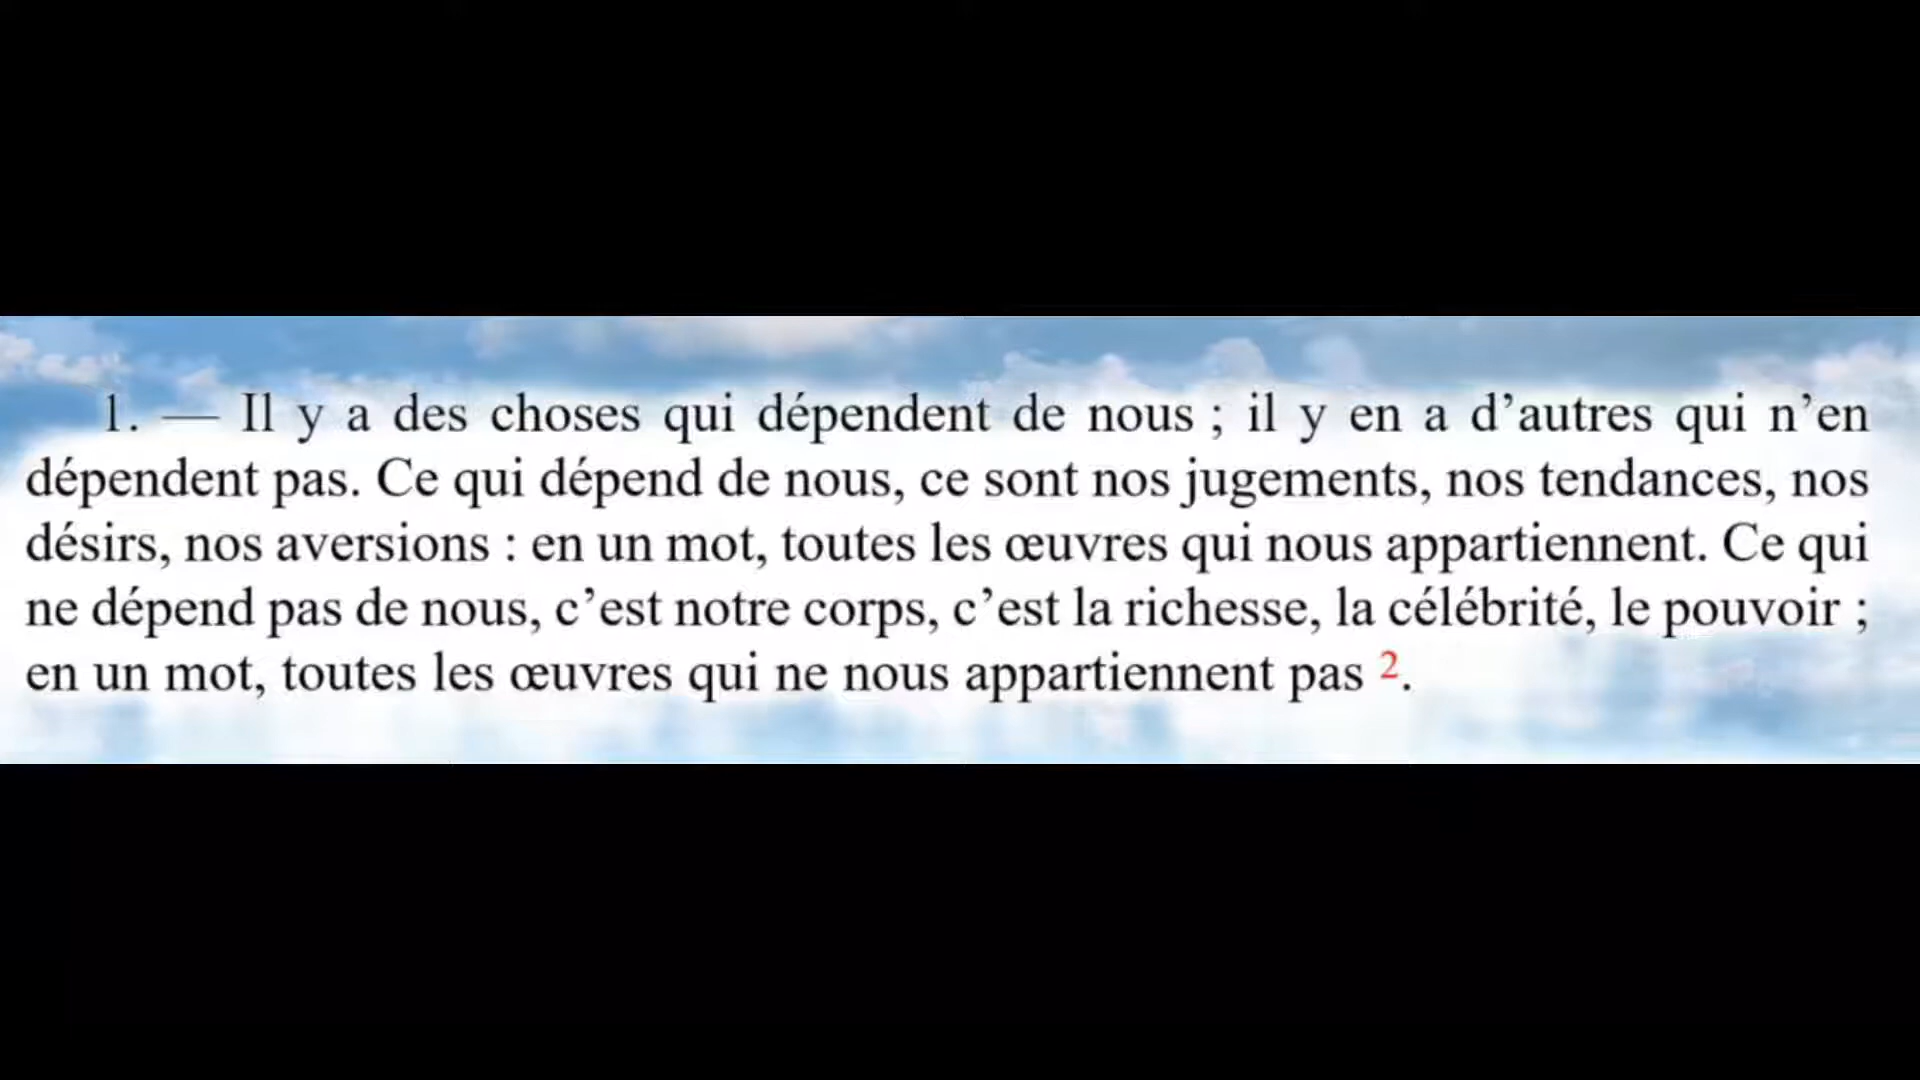 1. — Il y a des choses qui dépendent de nous ; il y en a d’autres qui n’en
dépendent pas. Ce qui dépend de nous, ce sont nos jugements, nos tendances, nos
désirs, nos aversions : en un mot, toutes les œuvres qui nous appartiennent. Ce qui
ne dépend pas de nous, c’est notre corps, c’est la richesse, la célébrité, le pouvoir ;
en un mot, toutes les œuvres qui ne nous appartiennent pas ².